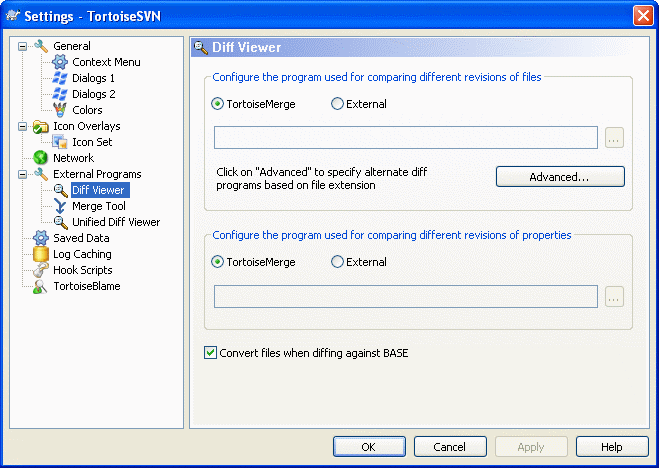 Settings - TortoiseSVN
General
Context Menu
Dialogs 1
Dialogs 2
Colors
Icon Overlays
Icon Set
Network
External Programs
Diff Viewer
Merge Tool
Unified Diff Viewer
Saved Data
Log Caching
Hook Scripts
TortoiseBlame
Diff Viewer
Configure the program used for comparing different revisions of files
TortoiseMerge External
...
Click on "Advanced" to specify alternate diff
programs based on file extension
Advanced...
Configure the program used for comparing different revisions of properties
TortoiseMerge External
...
Convert files when diffing against BASE
OK Cancel Apply Help